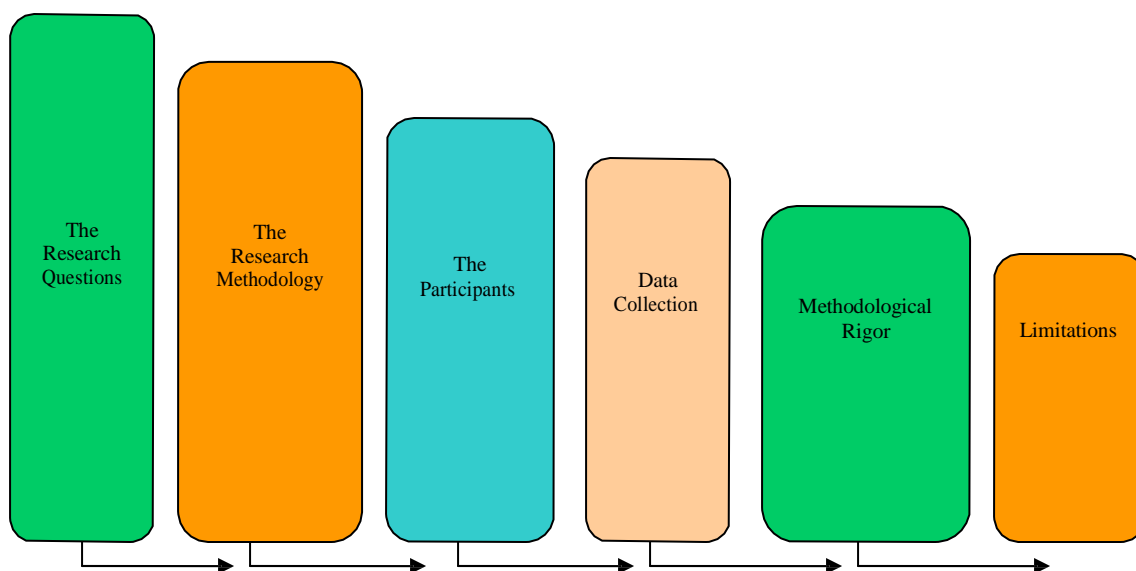 The
Research
Questions
The
Research
Methodology
The
Participants
Data
Collection
Methodological
Rigor
Limitations